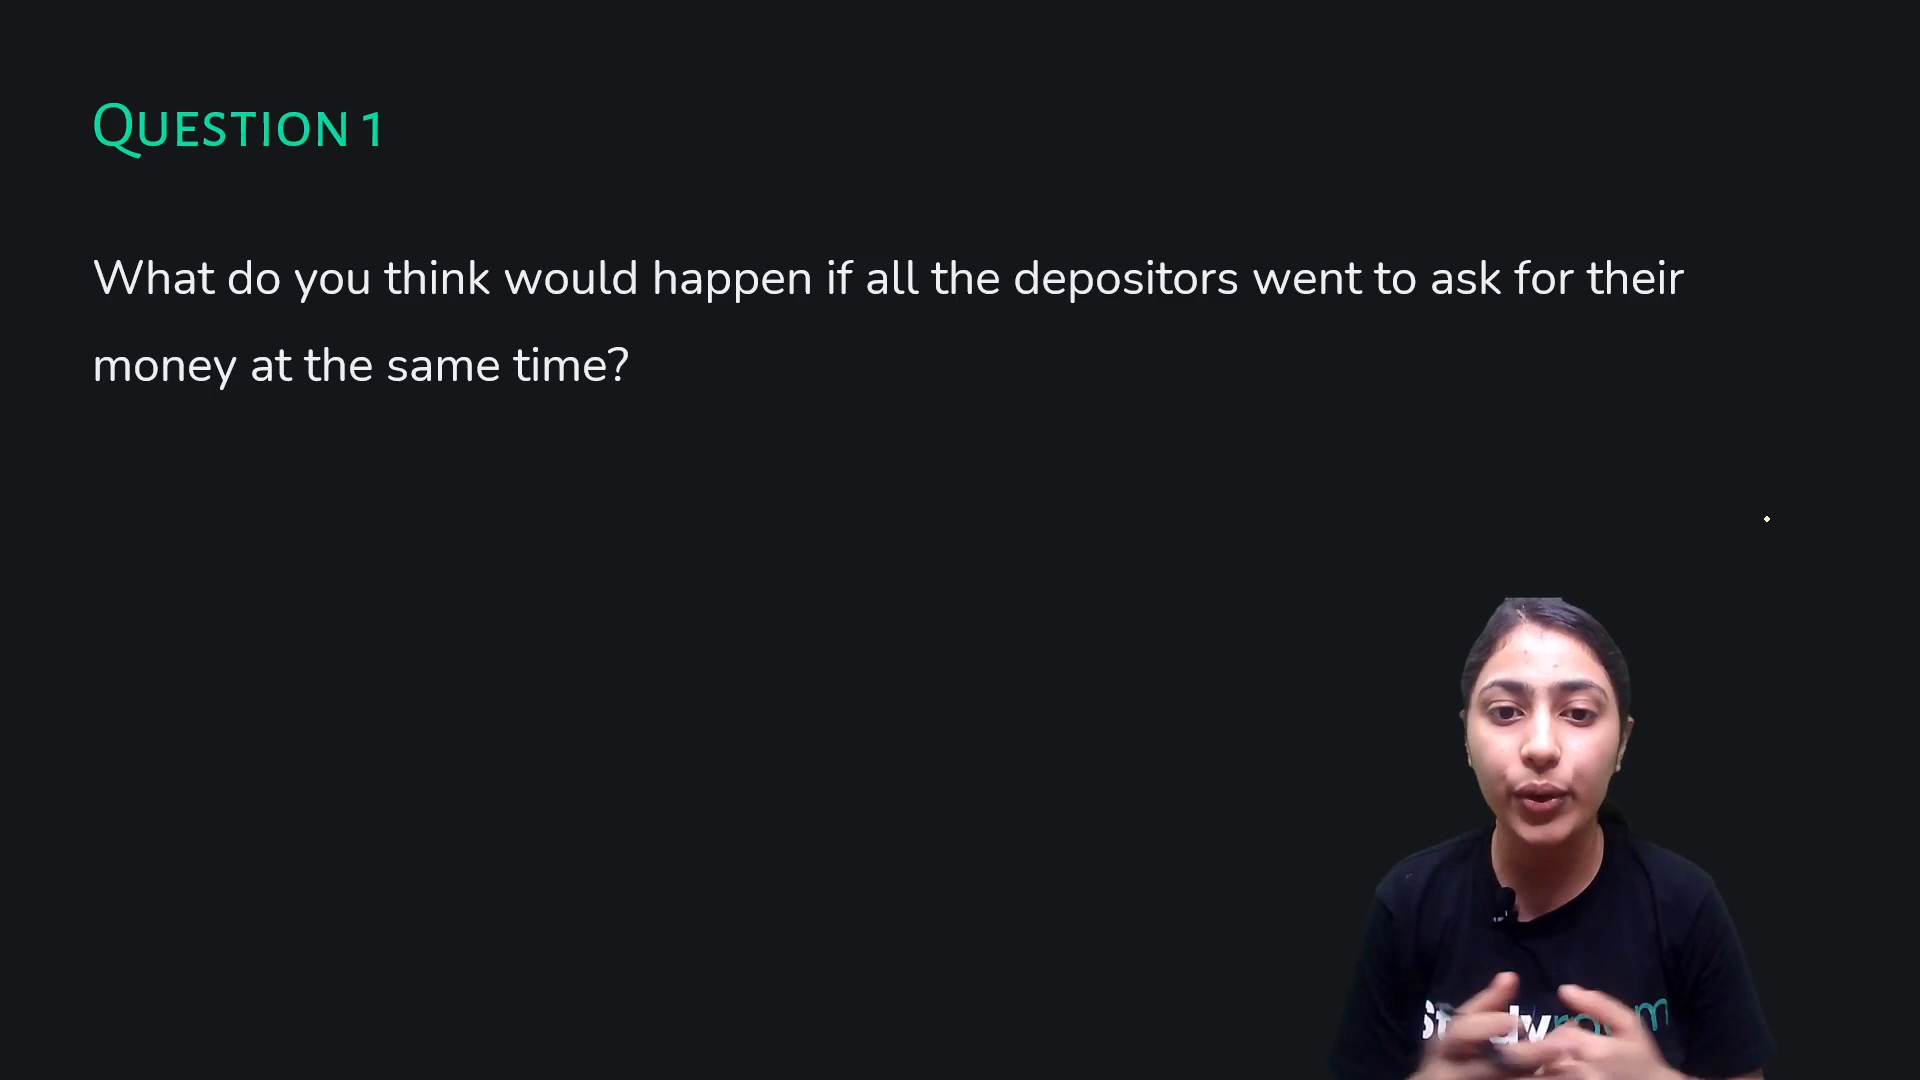 Question 1
What do you think would happen if all the depositors went to ask for their
money at the same time?